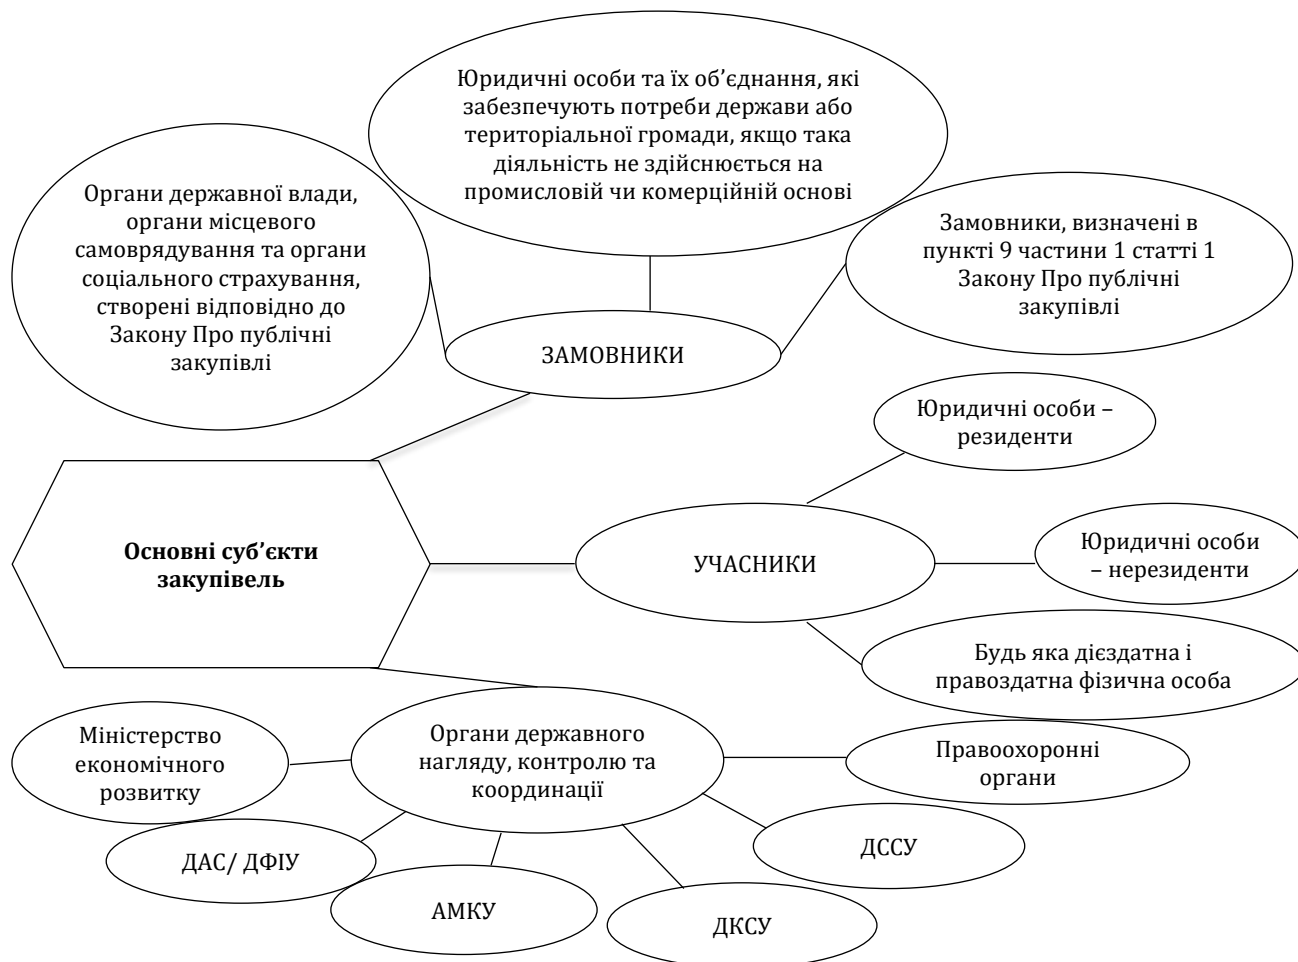 Юридичні особи та їх об’єднання, які
забезпечують потреби держави або
територіальної громади, якщо така
діяльність не здійснюється на
промисловій чи комерційній основі
Органи державної влади,
органи місцевого
самоврядування та органи
соціального страхування,
створені відповідно до
Закону Про публічні
закупівлі
Замовники, визначені в
пункті 9 частини 1 статті 1
Закону Про публічні
закупівлі
ЗАМОВНИКИ
Юридичні особи –
резиденти
Основні суб’єкти
закупівель
УЧАСНИКИ
Юридичні особи
– нерезиденти
Будь яка дієздатна і
правоздатна фізична особа
Міністерство
економічного
розвитку
Органи державного
нагляду, контролю та
координації
Правоохоронні
органи
ДАС/ ДФІУ
ДССУ
АМКУ
ДКСУ